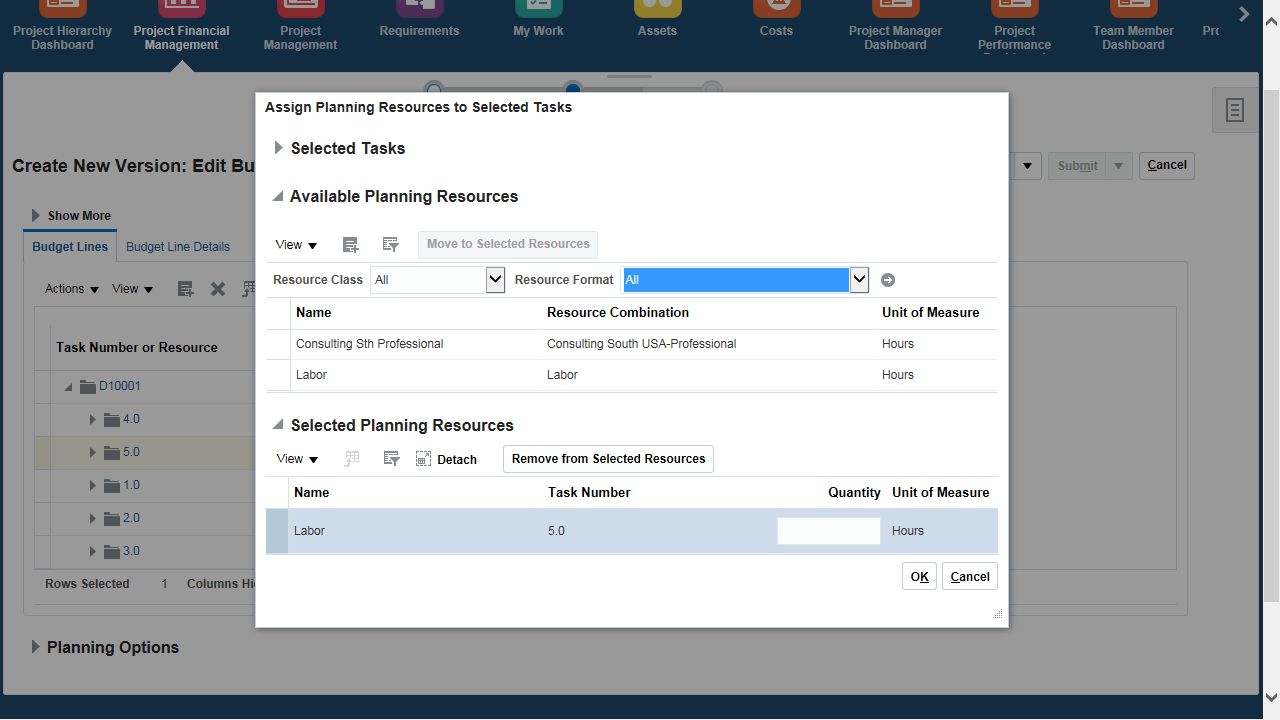 Project Hierarchy Dashboard
Project Financial Management
Project Management
Requirements
My Work
Assets
Costs
Project Manager Dashboard
Project Performance
Team Member Dashboard
Assign Planning Resources to Selected Tasks
Selected Tasks
Create New Version: Edit Bu
Submit
Cancel
Available Planning Resources
Show More
Budget Lines
Budget Line Details
View
Move to Selected Resources
Resource Class All Resource Format All
Actions View
Name Resource Combination Unit of Measure
Consulting Sth Professional Consulting South USA-Professional Hours
Labor Labor Hours
Task Number or Resource
D10001
4.0
5.0
1.0
2.0
3.0
Selected Planning Resources
View Detach Remove from Selected Resources
Name Task Number Quantity Unit of Measure
Labor 5.0 Hours
OK Cancel
Rows Selected 1 Columns Hi
Planning Options